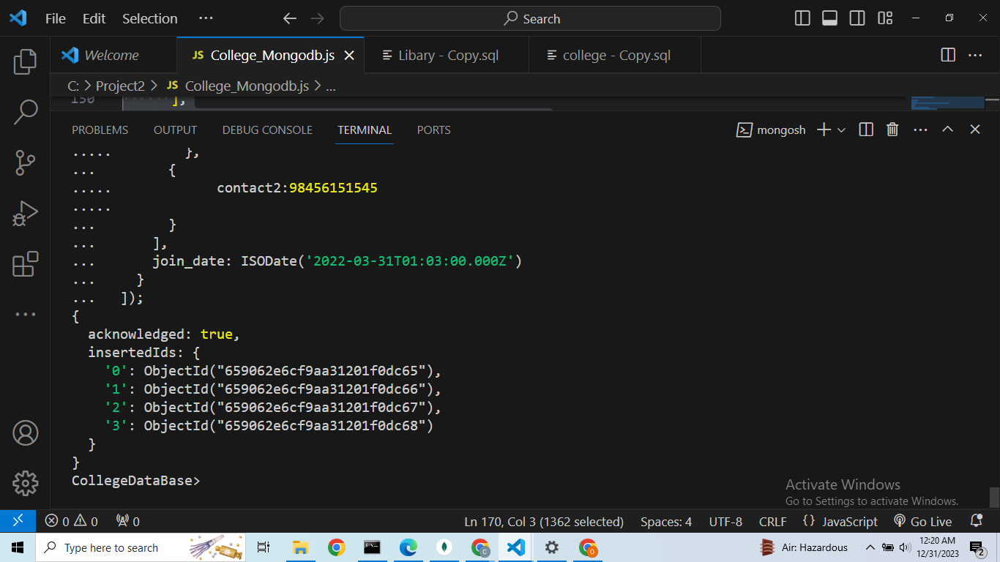 File Edit Selection ··· Search
Welcome JS College_Mongodb.js Libary - Copy.sql college - Copy.sql ···
C: > Project2 > JS College_Mongodb.js > ...
150 ],
PROBLEMS OUTPUT DEBUG CONSOLE TERMINAL PORTS mongosh ···
..... },
... {
..... contact2:98456151545
.....
... }
... ],
... join_date: ISODate('2022-03-31T01:03:00.000Z')
... }
... ]);
{
acknowledged: true,
insertedIds: {
'0': ObjectId("659062e6cf9aa31201f0dc65"),
'1': ObjectId("659062e6cf9aa31201f0dc66"),
'2': ObjectId("659062e6cf9aa31201f0dc67"),
'3': ObjectId("659062e6cf9aa31201f0dc68")
}
}
CollegeDataBase>
Activate Windows
Go to Settings to activate Windows.
0 0 0 Ln 170, Col 3 (1362 selected) Spaces: 4 UTF-8 CRLF {} JavaScript Go Live
Type here to search Air: Hazardous 12:20 AM
12/31/2023 2